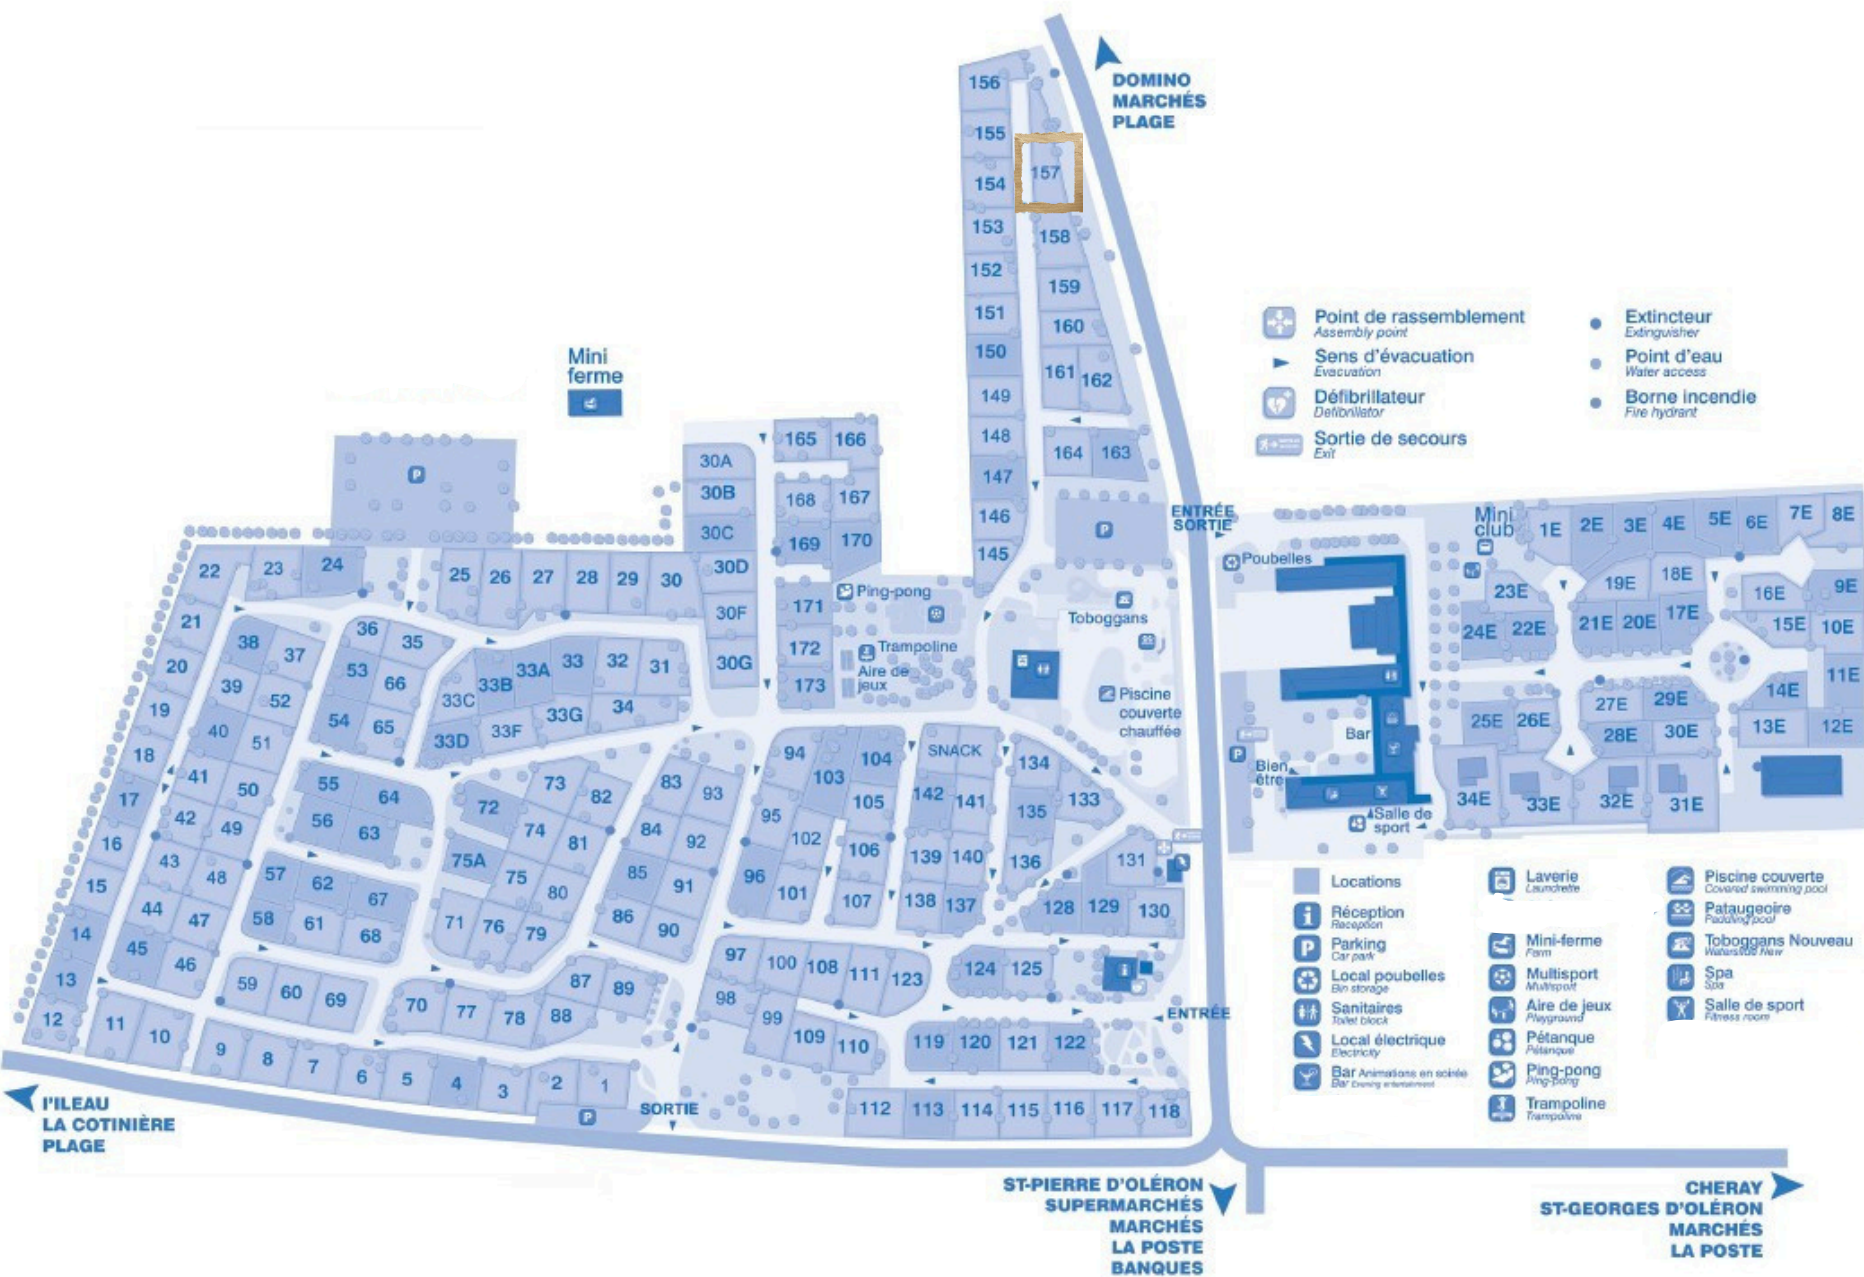 DOMINO
MARCHÉS
PLAGE
156
155
154
157
153
158
152
159
151
160
150
161
162
149
148
164
163
147
146
145
P
ENTRÉE
SORTIE
Mini
ferme
P
165
166
168
167
169
170
171
172
173
30A
30B
30C
30D
30F
30G
Ping-pong
Trampoline
Aire de
jeux
Toboggans
Piscine
couverte
chauffée
Point de rassemblement
Assembly point
Sens d'évacuation
Evacuation
Défibrillateur
Defibrillator
Sortie de secours
Exit
Extincteur
Extinguisher
Point d'eau
Water access
Borne incendie
Fire hydrant
Poubelles
Mini
club
1E
2E
3E
4E
5E
6E
7E
8E
9E
16E
18E
19E
23E
24E
22E
21E
20E
17E
15E
10E
11E
14E
29E
27E
25E
26E
28E
30E
13E
12E
34E
33E
32E
31E
Bar
P
Bien
être
Salle de
sport
22
23
24
25
26
27
28
29
30
21
38
37
36
35
20
39
52
53
66
33C
33B
33A
33
32
31
19
40
51
54
65
33D
33F
33G
34
18
41
50
55
64
72
73
82
83
93
94
103
104
SNACK
134
17
42
49
56
63
74
81
84
92
95
102
105
142
141
135
133
16
43
48
57
62
67
75A
75
80
85
91
96
101
106
139
140
136
131
15
44
47
58
61
68
71
76
79
86
90
107
138
137
128
129
130
14
45
46
59
60
69
70
77
78
87
88
89
97
100
108
111
123
124
125
13
12
11
10
98
99
109
110
119
120
121
122
9
8
7
6
5
4
3
2
1
P
112
113
114
115
116
117
118
i
ENTRÉE
SORTIE
Locations
i
Réception
Reception
P
Parking
Car park
Local poubelles
Bin storage
Sanitaires
Toilet block
Local électrique
Electricity
Bar Animations en soirée
Bar Evening entertainment
Laverie
Laundrette
Mini-ferme
Farm
Multisport
Multisport
Aire de jeux
Playground
Pétanque
Pétanque
Ping-pong
Ping-pong
Trampoline
Trampoline
Piscine couverte
Covered swimming pool
Pataugeoire
Paddling pool
Toboggans Nouveau
Waterslide New
Spa
Spa
Salle de sport
Fitness room
l'ILEAU
LA COTINIÈRE
PLAGE
ST-PIERRE D'OLÉRON
SUPERMARCHÉS
MARCHÉS
LA POSTE
BANQUES
CHERAY
ST-GEORGES D'OLÉRON
MARCHÉS
LA POSTE